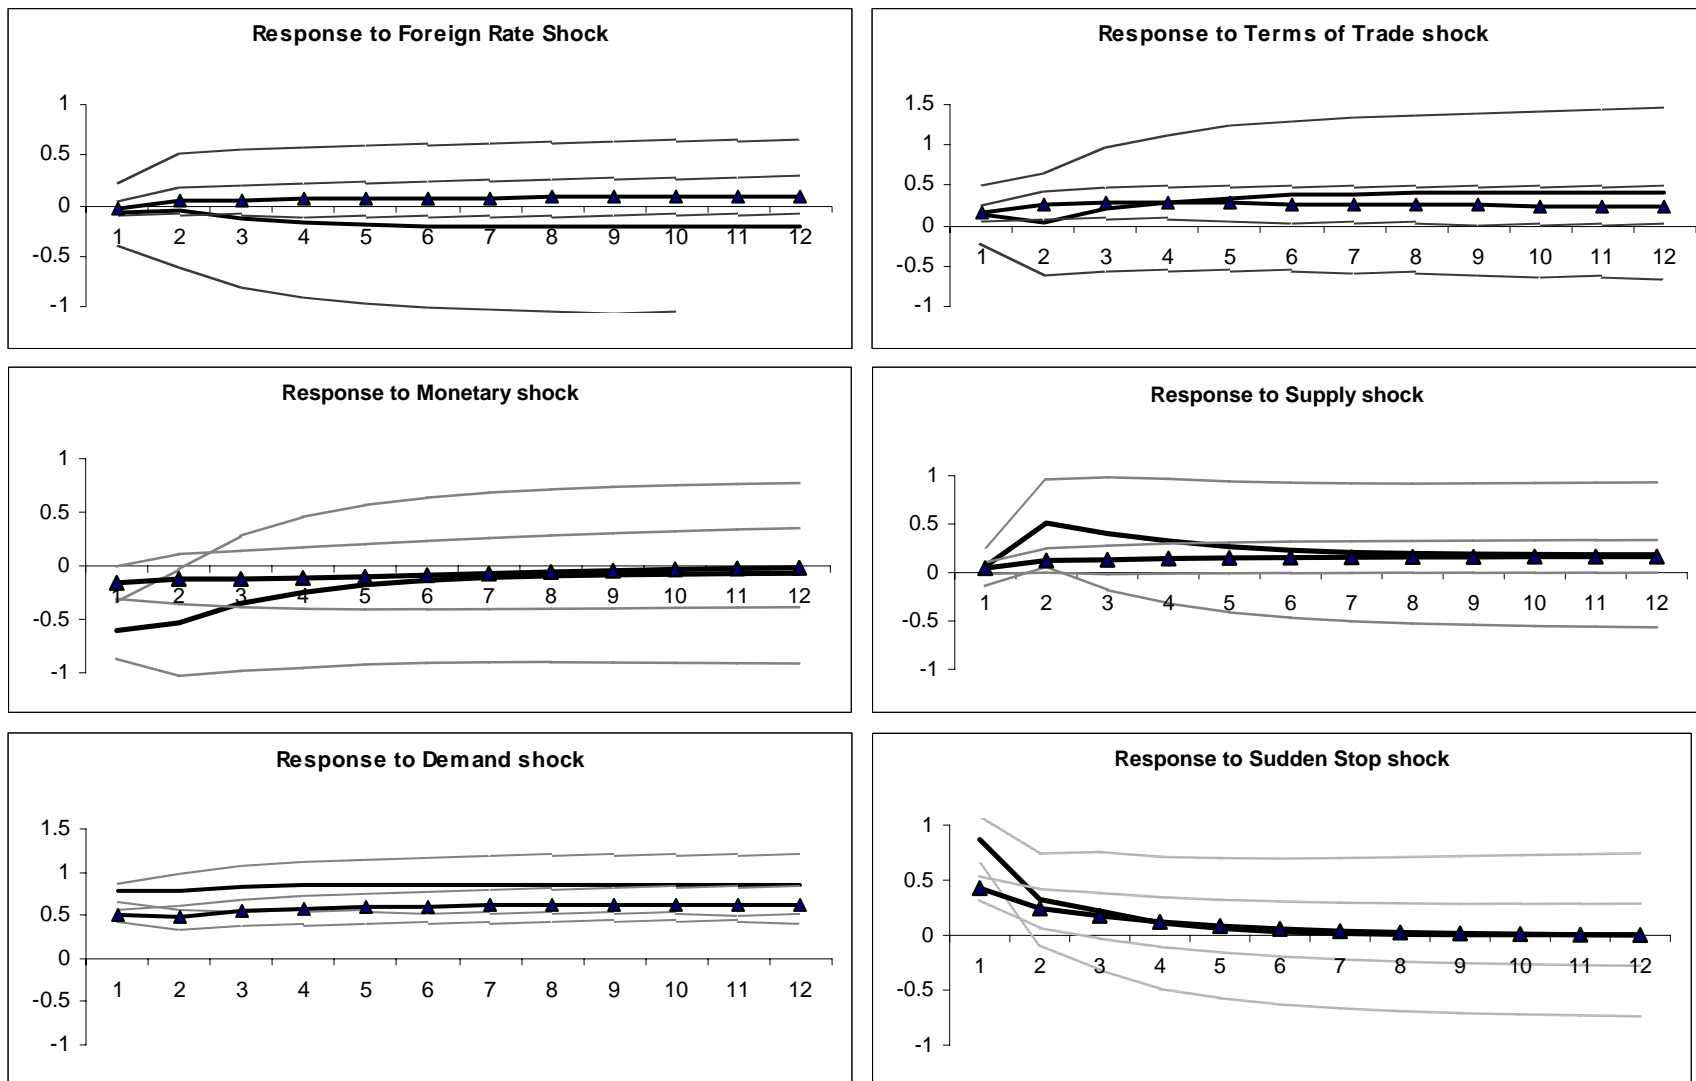 Response to Foreign Rate Shock
1
0.5
0
-0.5
-1
1 2 3 4 5 6 7 8 9 10 11 12
Response to Terms of Trade shock
1.5
1
0.5
0
-0.5
-1
1 2 3 4 5 6 7 8 9 10 11 12
Response to Monetary shock
1
0.5
0
-0.5
-1
1 2 3 4 5 6 7 8 9 10 11 12
Response to Supply shock
1
0.5
0
-0.5
-1
1 2 3 4 5 6 7 8 9 10 11 12
Response to Demand shock
1.5
1
0.5
0
-0.5
-1
1 2 3 4 5 6 7 8 9 10 11 12
Response to Sudden Stop shock
1
0.5
0
-0.5
-1
1 2 3 4 5 6 7 8 9 10 11 12